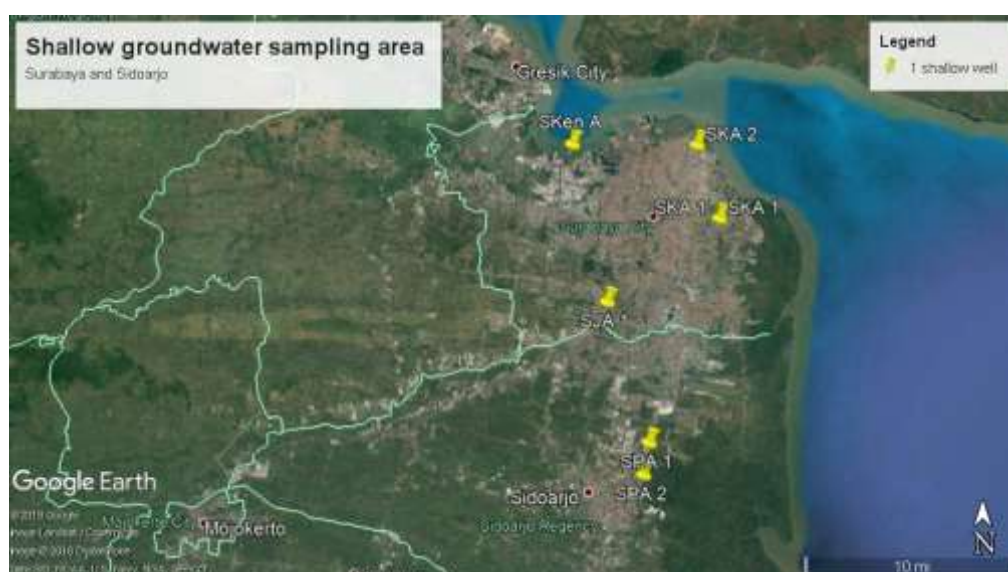 Shallow groundwater sampling area
Surabaya and Sidoarjo
Legend
1 shallow well
Gresik City
SKen A
SKA 2
SKA 1
SKA 1
SPA 1
SPA 2
Sidoarjo
Sidoarjo Regency
Google Earth
Mojokerto
N
10 mi